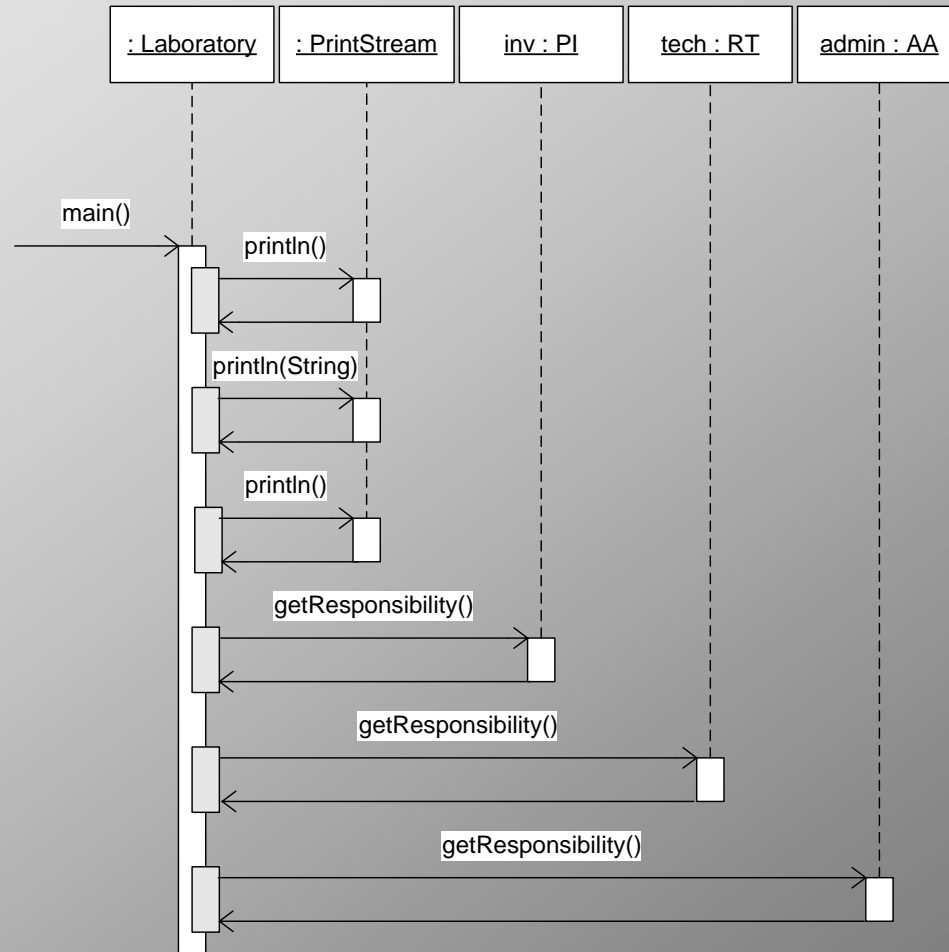 : Laboratory
: PrintStream
inv : PI
tech : RT
admin : AA
main()
println()
println(String)
println()
getResponsibility()
getResponsibility()
getResponsibility()